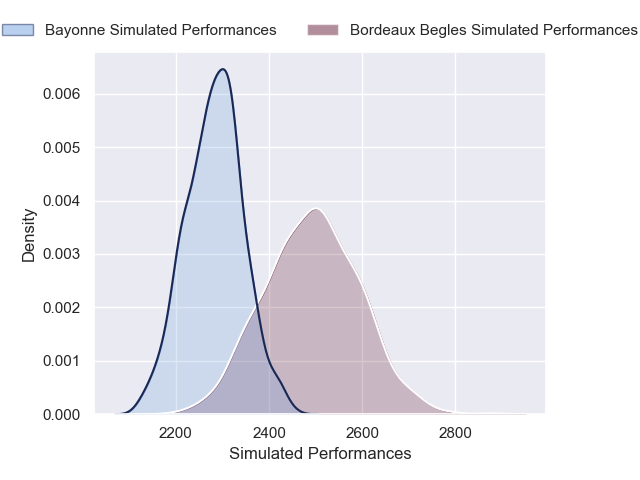 Bayonne Simulated Performances Bordeaux Begles Simulated Performances
0.006
0.005
0.004
0.003
0.002
0.001
0.000
Density
2200 2400 2600 2800
Simulated Performances